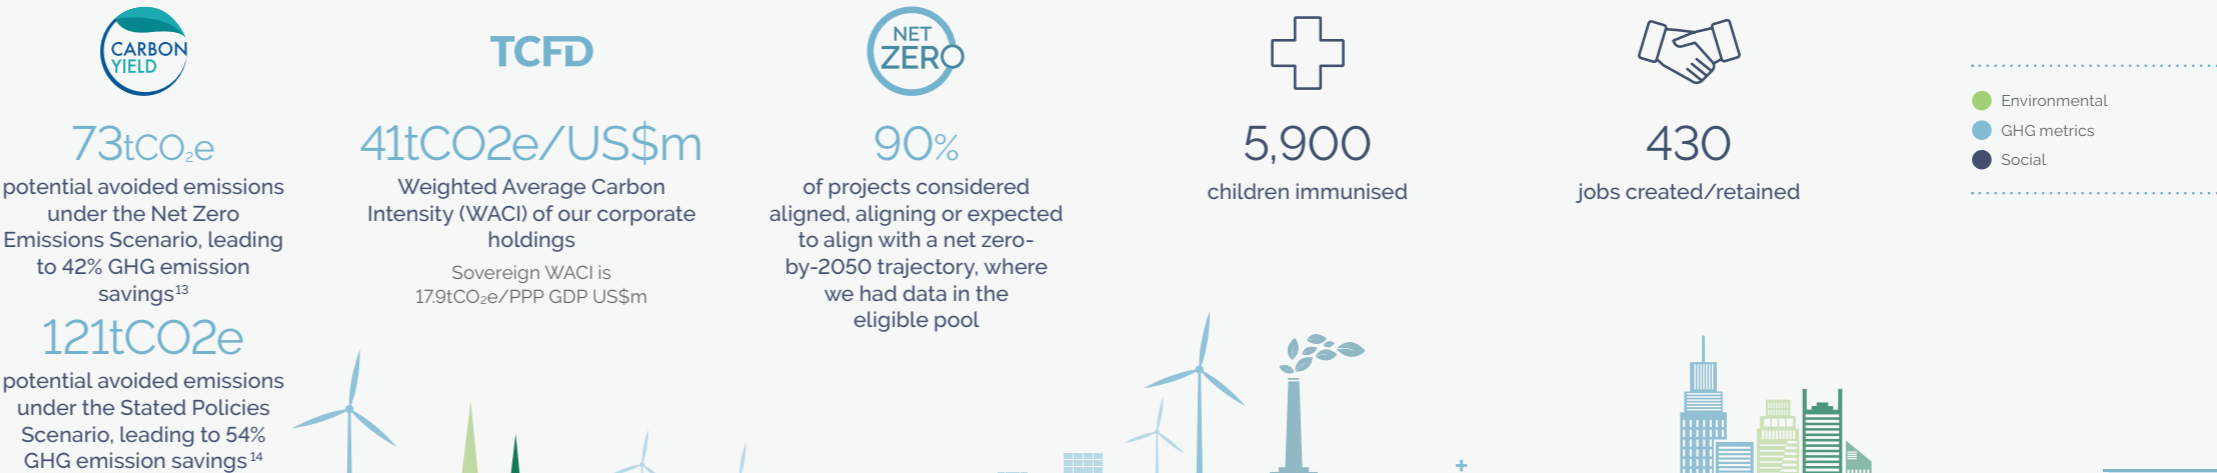 CARBON
YIELD
73tCO₂e
potential avoided emissions
under the Net Zero
Emissions Scenario, leading
to 42% GHG emission
savings¹³
121tCO2e
potential avoided emissions
under the Stated Policies
Scenario, leading to 54%
GHG emission savings¹⁴
TCFD
41tCO2e/US$m
Weighted Average Carbon
Intensity (WACI) of our corporate
holdings
Sovereign WACI is
17.9tCO₂e/PPP GDP US$m
NET
ZERO
90%
of projects considered
aligned, aligning or expected
to align with a net zero-
by-2050 trajectory, where
we had data in the
eligible pool
5,900
children immunised
430
jobs created/retained
Environmental
GHG metrics
Social